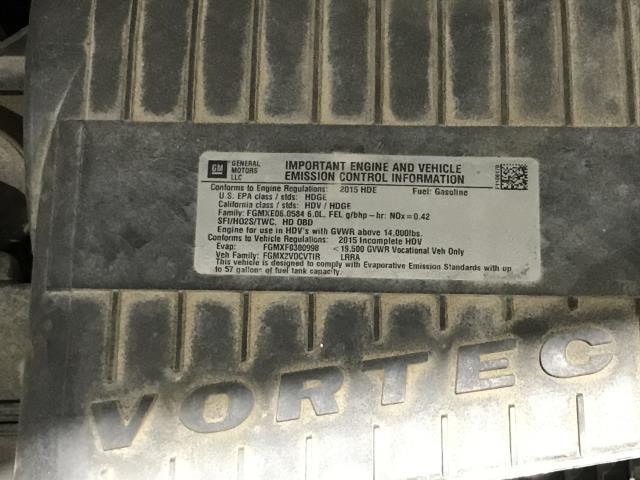 GM GENERAL MOTORS LLC
IMPORTANT ENGINE AND VEHICLE
EMISSION CONTROL INFORMATION
Conforms to Engine Regulations: 2015 HDE Fuel: Gasoline
U.S. EPA class / stds: HDGE
California class / stds: HDV / HDGE
Family: FGMXE06.0584 6.0L, FEL g/bhp-hr: NOx=0.42
SFI/HO2S/TWC, HD OBD
Engine for use in HDV's with GVWR above 14,000lbs.
Conforms to Vehicle Regulations: 2015 Incomplete HDV
Evap: FGMXF0380998 <19,500 GVWR Vocational Veh Only
Veh Family: FGMX2VOCVTIR LRRA
This vehicle is designed to comply with Evaporative Emission Standards with up
to 57 gallons of fuel tank capacity.
VORTEC